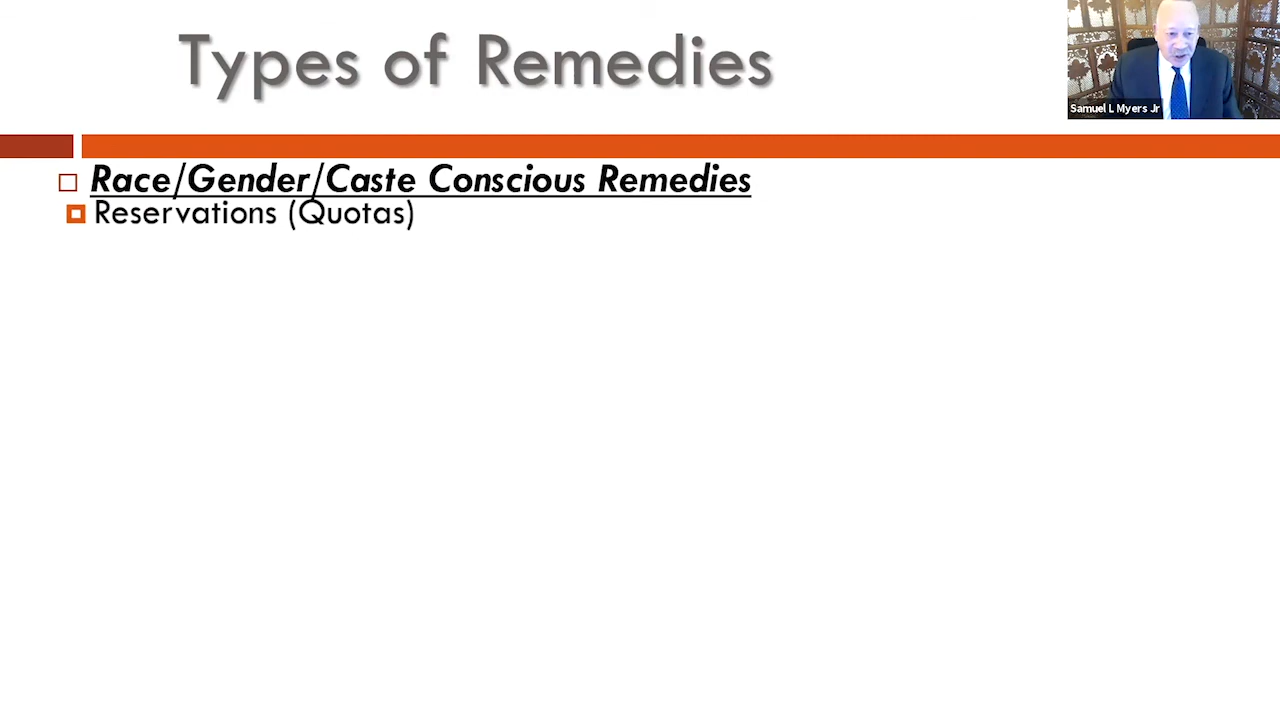 Types of Remedies
Samuel L Myers Jr
Race/Gender/Caste Conscious Remedies
Reservations (Quotas)